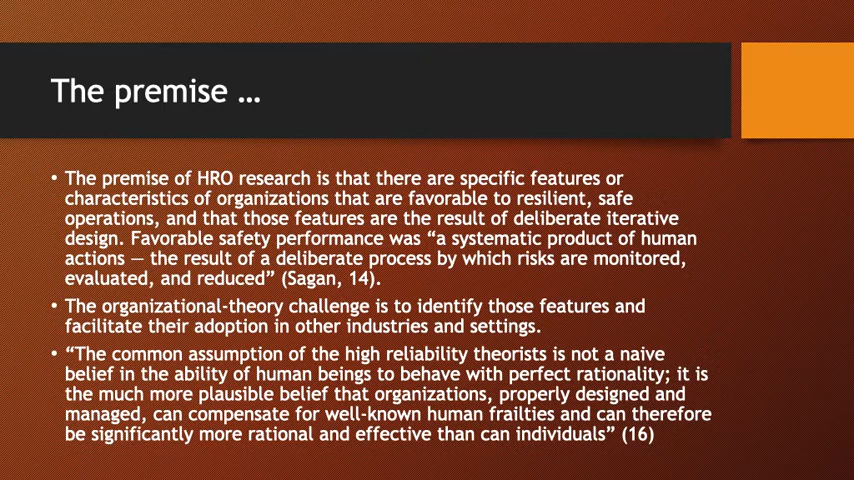 The premise …
• The premise of HRO research is that there are specific features or
characteristics of organizations that are favorable to resilient, safe
operations, and that those features are the result of deliberate iterative
design. Favorable safety performance was “a systematic product of human
actions — the result of a deliberate process by which risks are monitored,
evaluated, and reduced” (Sagan, 14).
• The organizational-theory challenge is to identify those features and
facilitate their adoption in other industries and settings.
• “The common assumption of the high reliability theorists is not a naive
belief in the ability of human beings to behave with perfect rationality; it is
the much more plausible belief that organizations, properly designed and
managed, can compensate for well-known human frailties and can therefore
be significantly more rational and effective than can individuals” (16)